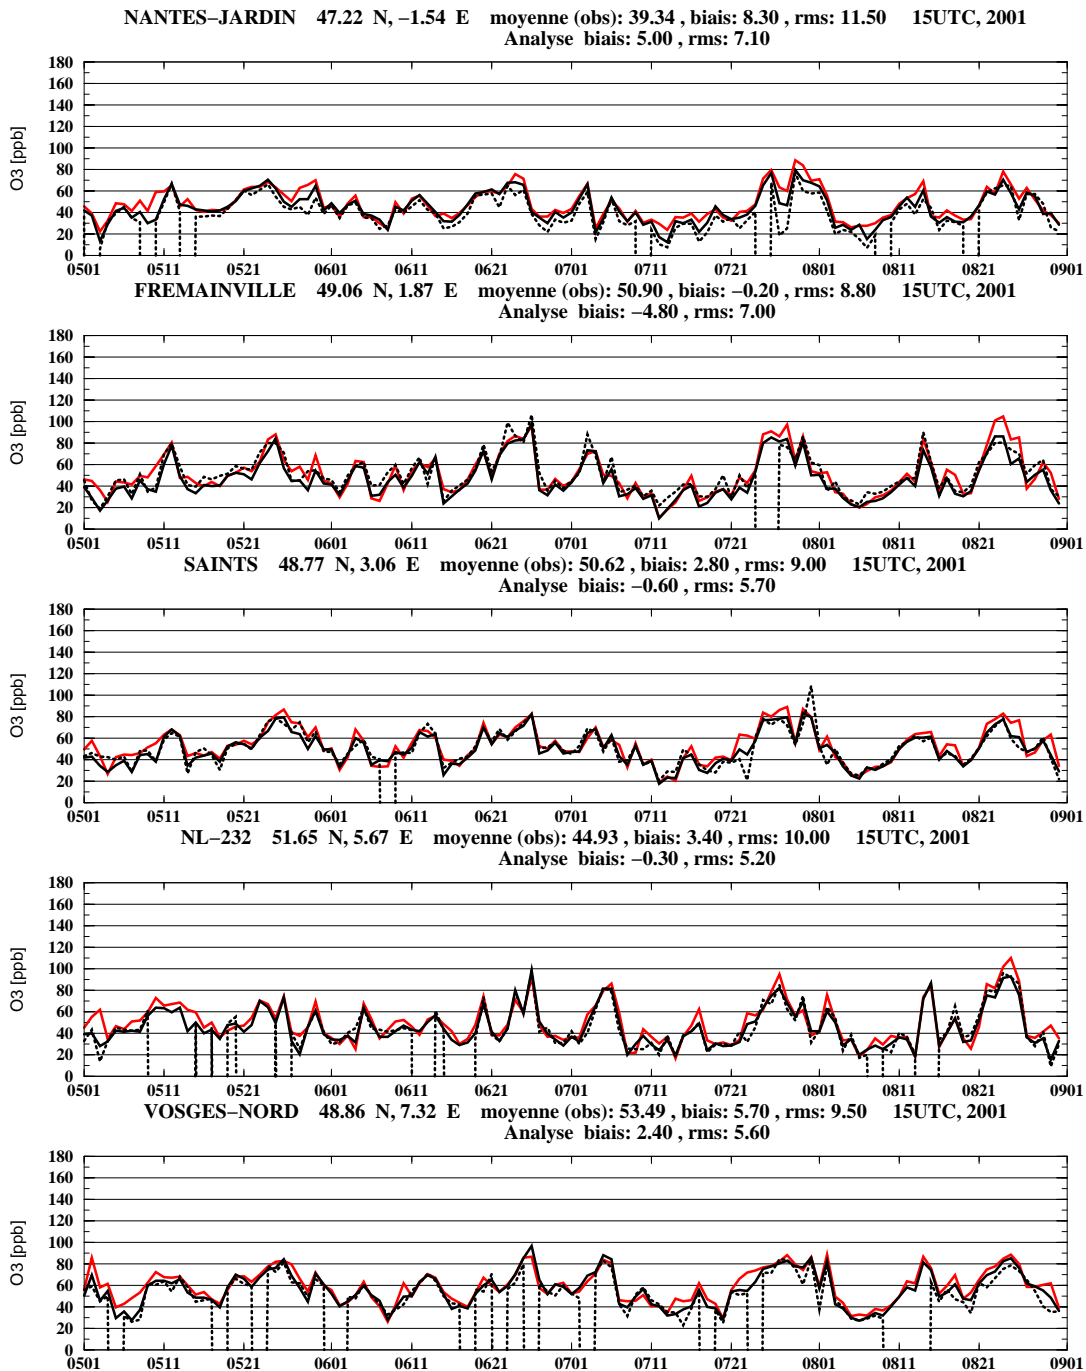 NANTES−JARDIN 47.22 N, −1.54 E moyenne (obs): 39.34 , biais: 8.30 , rms: 11.50 15UTC, 2001
Analyse biais: 5.00 , rms: 7.10
180
160
140
120
100
80
60
40
20
0
O3 [ppb]
0501 0511 0521 0601 0611 0621 0701 0711 0721 0801 0811 0821 0901
FREMAINVILLE 49.06 N, 1.87 E moyenne (obs): 50.90 , biais: −0.20 , rms: 8.80 15UTC, 2001
Analyse biais: −4.80 , rms: 7.00
180
160
140
120
100
80
60
40
20
0
O3 [ppb]
0501 0511 0521 0601 0611 0621 0701 0711 0721 0801 0811 0821 0901
SAINTS 48.77 N, 3.06 E moyenne (obs): 50.62 , biais: 2.80 , rms: 9.00 15UTC, 2001
Analyse biais: −0.60 , rms: 5.70
180
160
140
120
100
80
60
40
20
0
O3 [ppb]
0501 0511 0521 0601 0611 0621 0701 0711 0721 0801 0811 0821 0901
NL−232 51.65 N, 5.67 E moyenne (obs): 44.93 , biais: 3.40 , rms: 10.00 15UTC, 2001
Analyse biais: −0.30 , rms: 5.20
180
160
140
120
100
80
60
40
20
0
O3 [ppb]
0501 0511 0521 0601 0611 0621 0701 0711 0721 0801 0811 0821 0901
VOSGES−NORD 48.86 N, 7.32 E moyenne (obs): 53.49 , biais: 5.70 , rms: 9.50 15UTC, 2001
Analyse biais: 2.40 , rms: 5.60
180
160
140
120
100
80
60
40
20
0
O3 [ppb]
0501 0511 0521 0601 0611 0621 0701 0711 0721 0801 0811 0821 0901